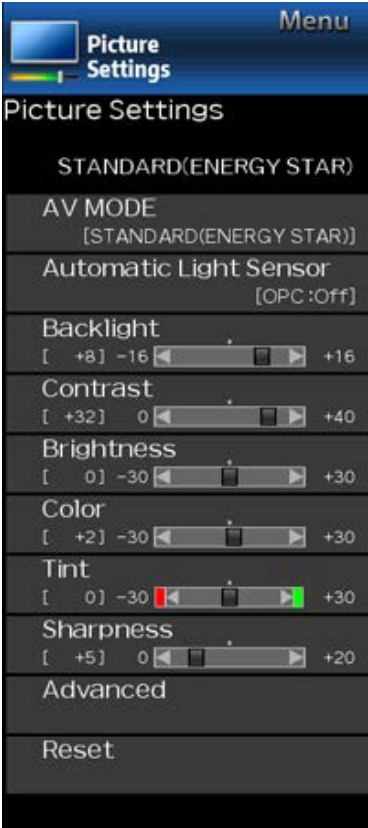 Menu
Picture
Settings
Picture Settings
STANDARD(ENERGY STAR)
AV MODE
[STANDARD(ENERGY STAR)]
Automatic Light Sensor
[OPC:Off]
Backlight
[ +8] -16 +16
Contrast
[ +32] 0 +40
Brightness
[ 0] -30 +30
Color
[ +2] -30 +30
Tint
[ 0] -30 +30
Sharpness
[ +5] 0 +20
Advanced
Reset